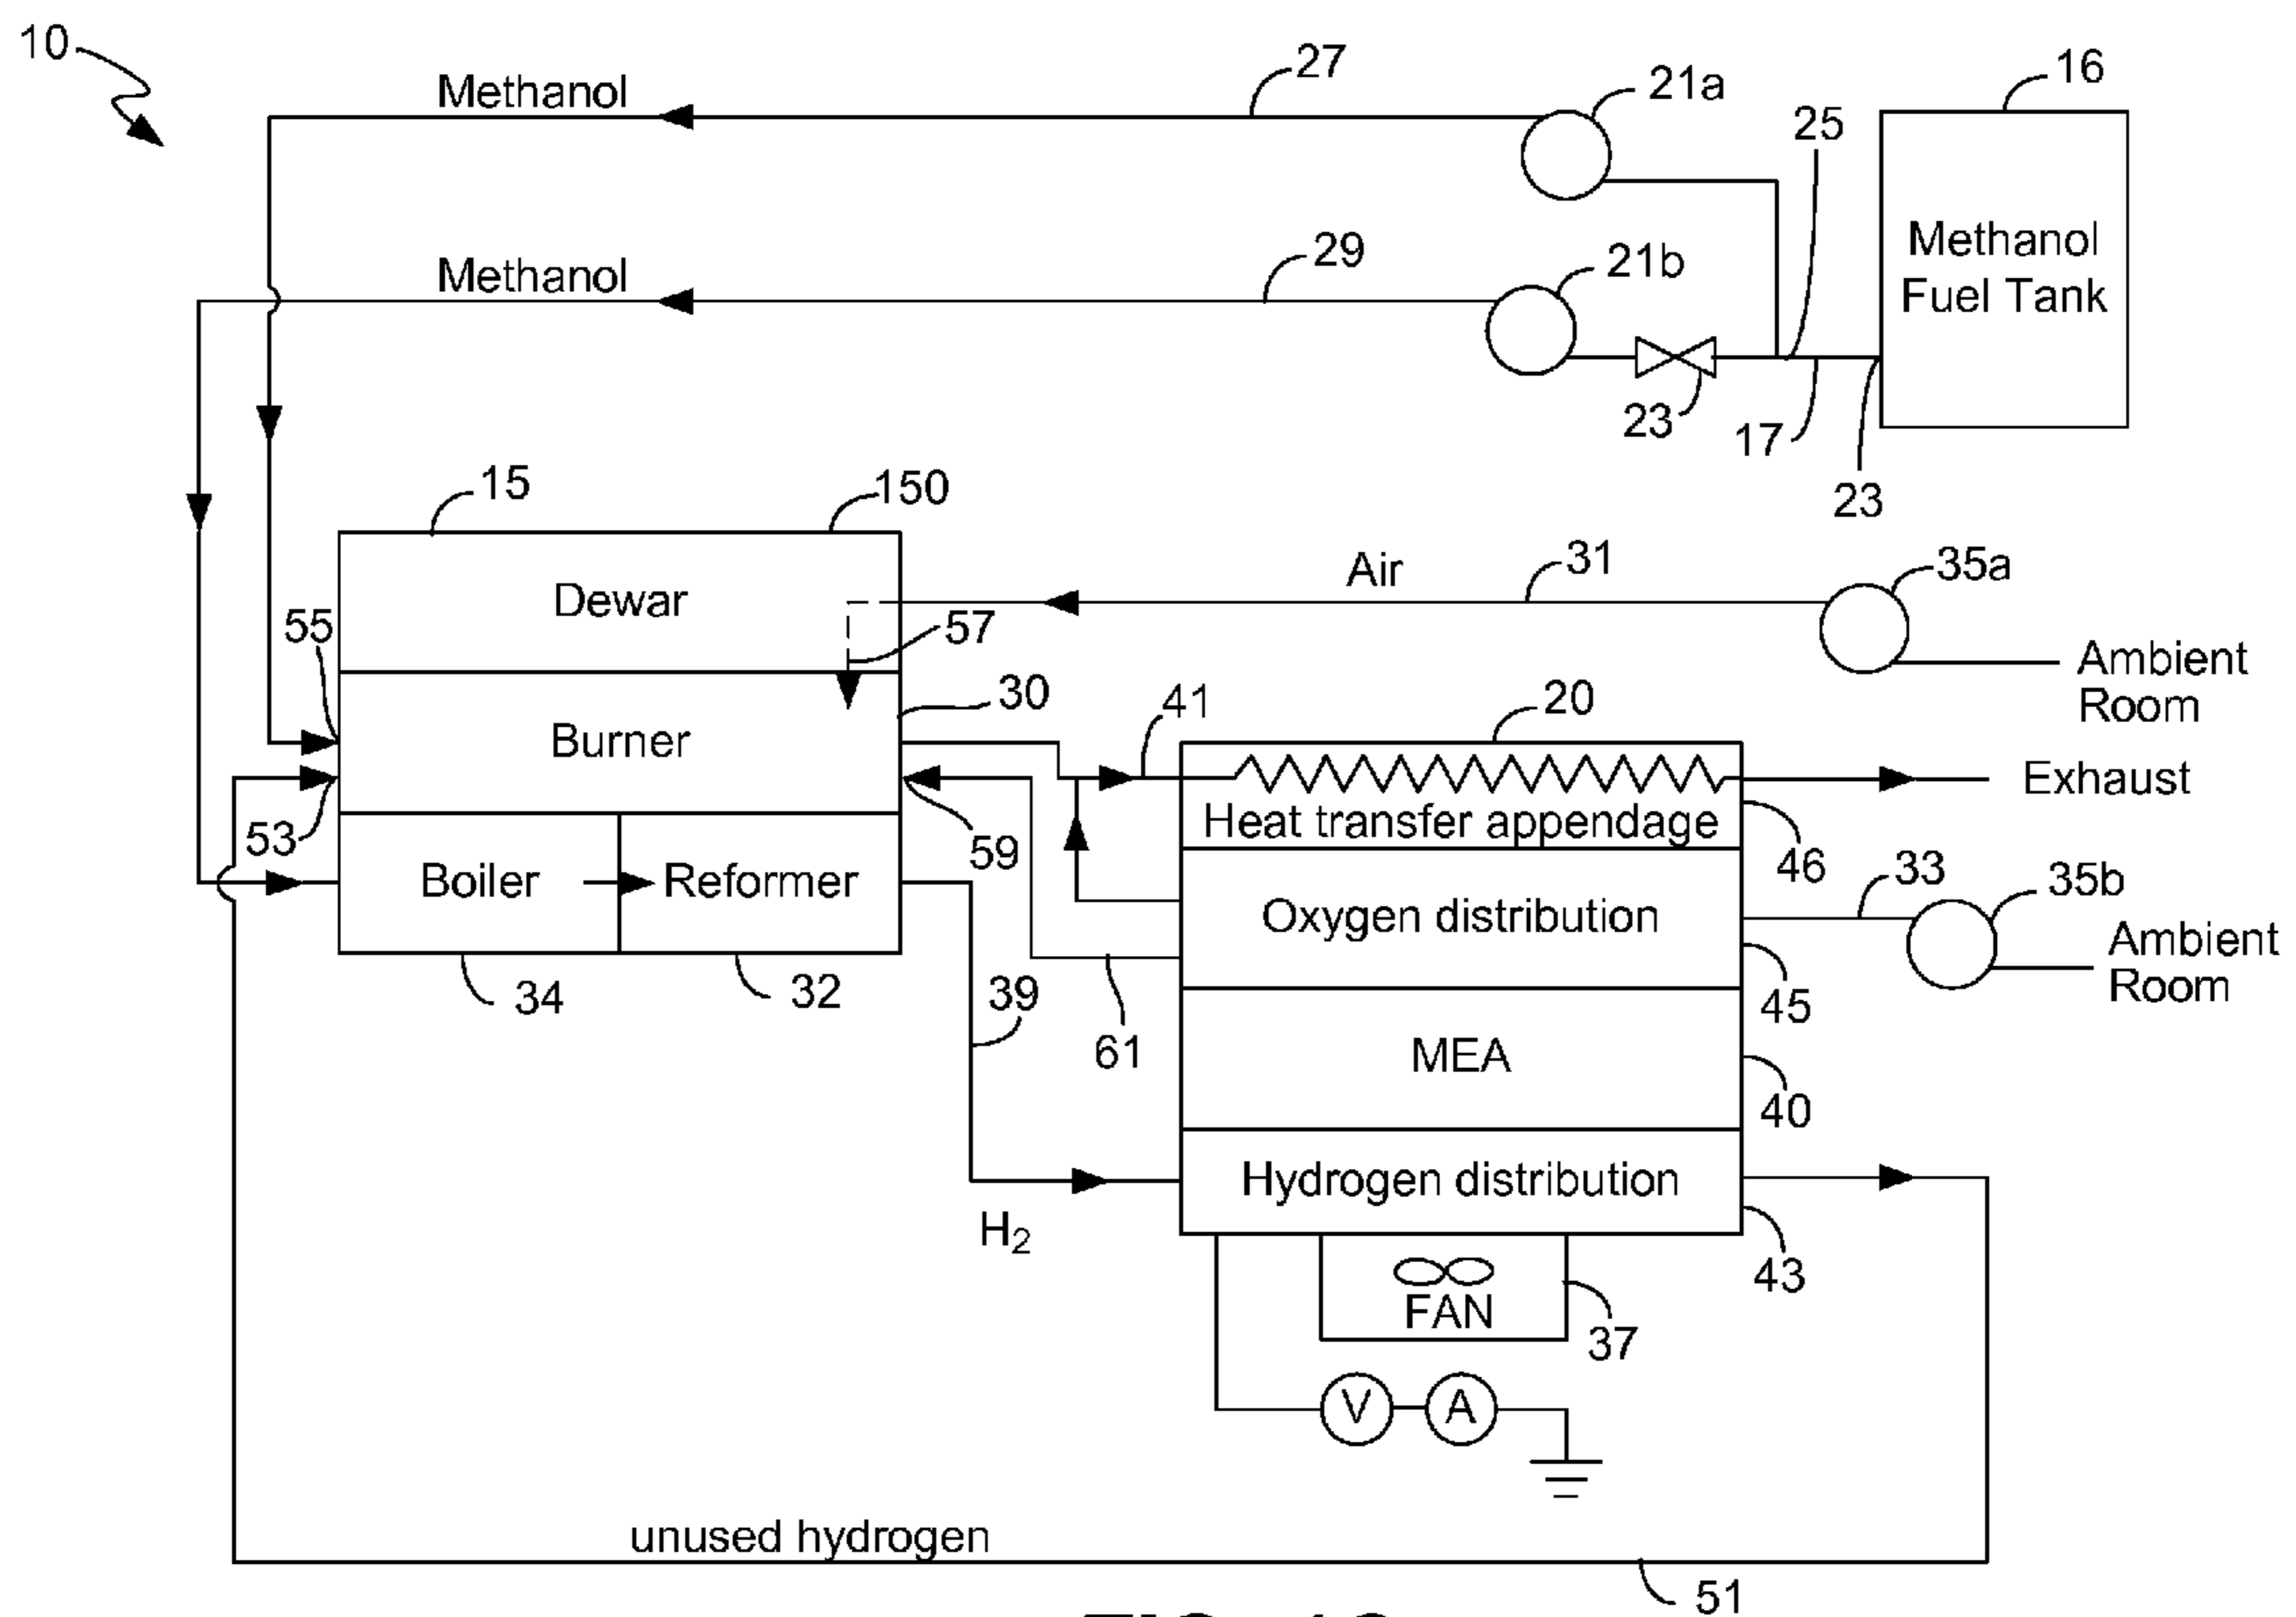 10
Methanol
27
21a
16
25
Methanol
Fuel Tank
Methanol
29
21b
23
17
23
15
150
Dewar
Air
31
35a
Ambient
Room
55
57
30
Burner
41
20
Exhaust
53
59
Heat transfer appendage
46
Boiler
Reformer
33
35b
Ambient
Room
Oxygen distribution
34
32
39
61
45
MEA
40
Hydrogen distribution
H2
43
FAN
37
V
A
unused hydrogen
51